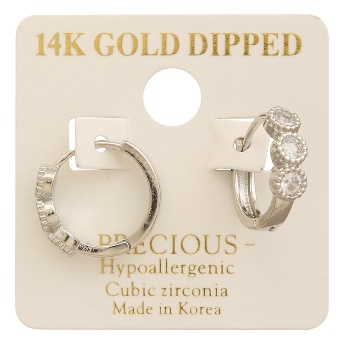 14K GOLD DIPPED
PRECIOUS –
Hypoallergenic
Cubic zirconia
Made in Korea